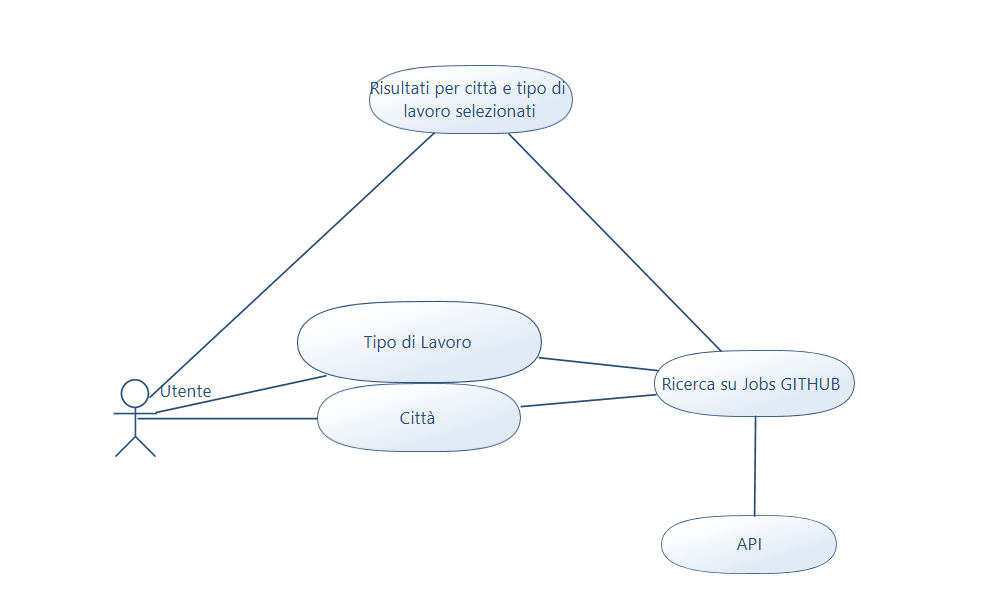 Risultati per città e tipo di
lavoro selezionati
Tipo di Lavoro
Ricerca su Jobs GITHUB
Utente
Città
API